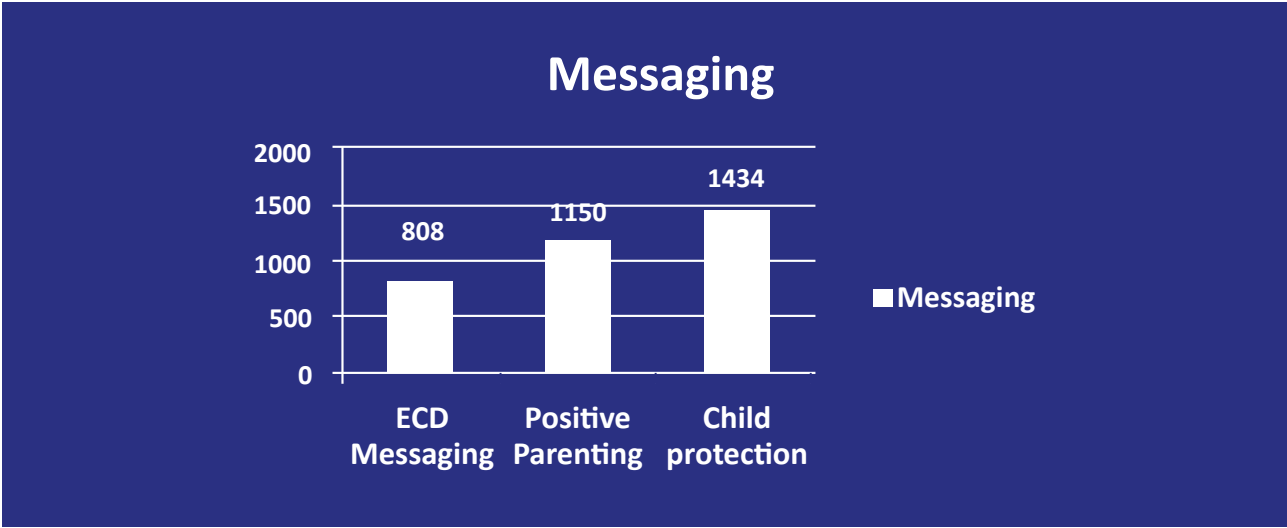 Messaging
2000
1500
1000
500
0
808
1150
1434
ECD
Messaging
Positive
Parenting
Child
protection
Messaging